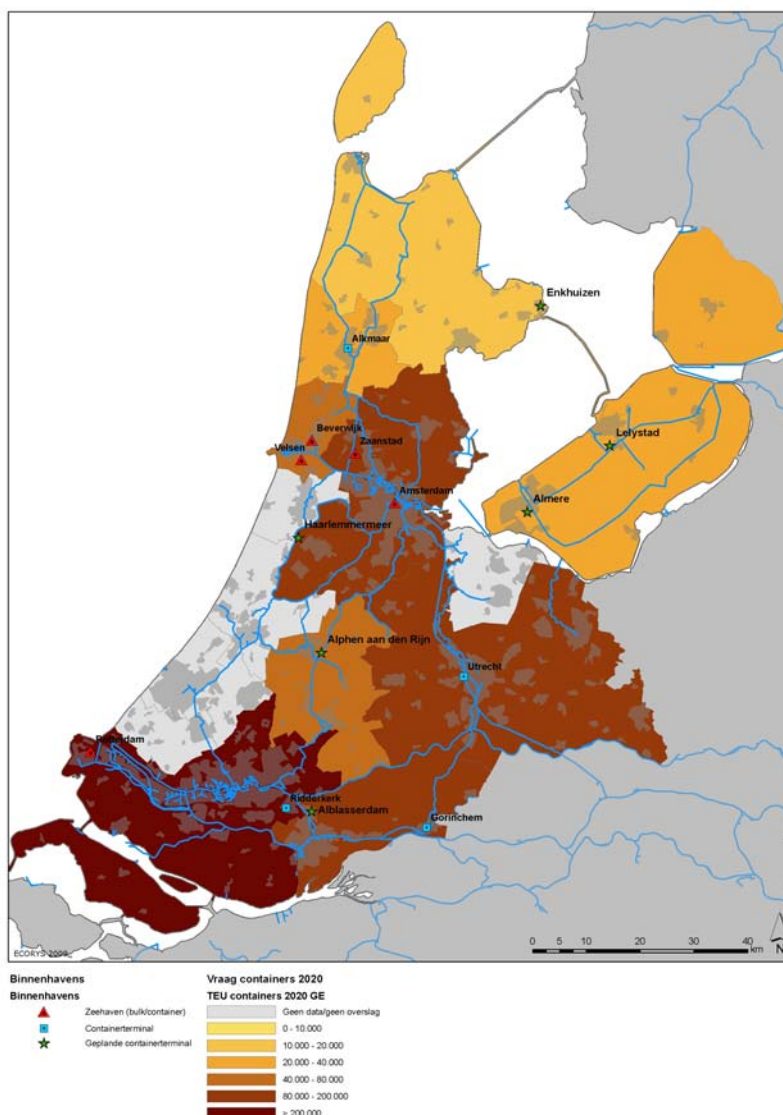 Enkhuizen
Alkmaar
Beverwijk
Zaanstad
Velsen
Lelystad
Amsterdam
Almere
Haarlemmermeer
Alphen aan den Rijn
Utrecht
Rotterdam
Ridderkerk
Alblasserdam
Gorinchem
ECORYS 2009
0 5 10 20 30 40
km
N
Binnenhavens
Binnenhavens
Zeehaven (bulk/container)
Containerterminal
Geplande containerterminal
Vraag containers 2020
TEU containers 2020 GE
Geen data/geen overslag
0 - 10.000
10.000 - 20.000
20.000 - 40.000
40.000 - 80.000
80.000 - 200.000
> 200.000